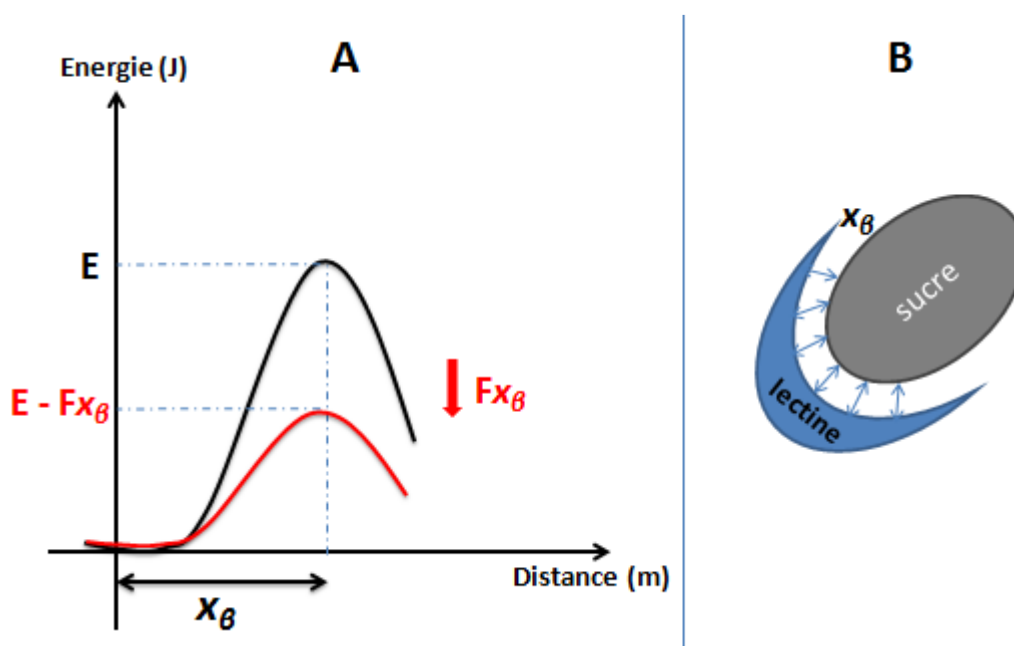 A
Energie (J)
E
E - Fxβ
Fxβ
Distance (m)
xβ
B
xβ
sucre
lectine